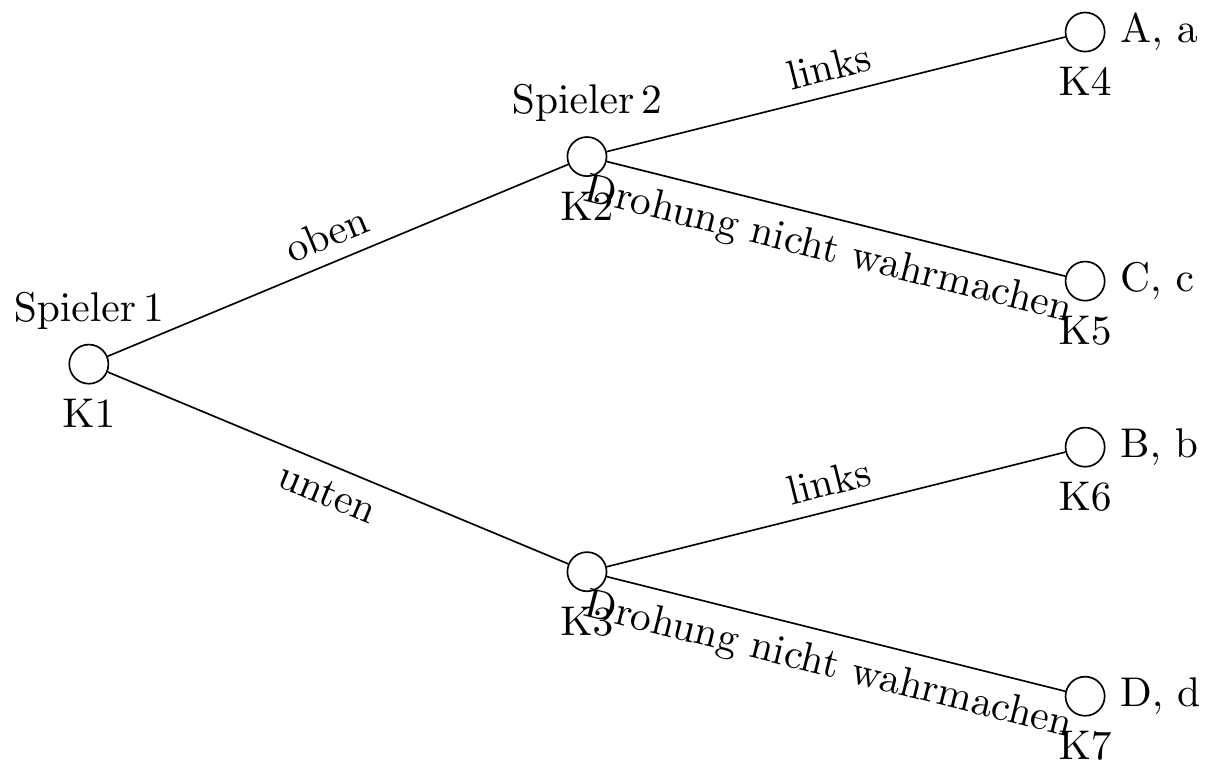 A, a
links
K4
Spieler 2
K2
Drohung nicht wahrmachen
oben
C, c
K5
Spieler 1
K1
B, b
links
K6
unten
K3
Drohung nicht wahrmachen
D, d
K7